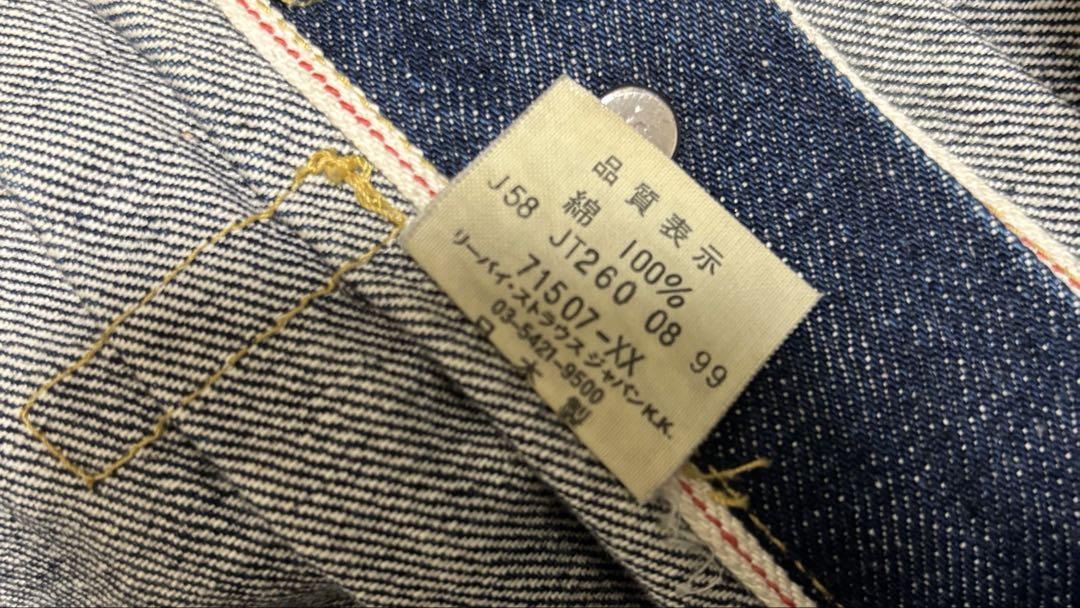 品質表示
綿 100%
J58 JT260 08 99
71507-XX
リーバイ・ストラウス ジャパンK.K.
03-5421-9500
日本製